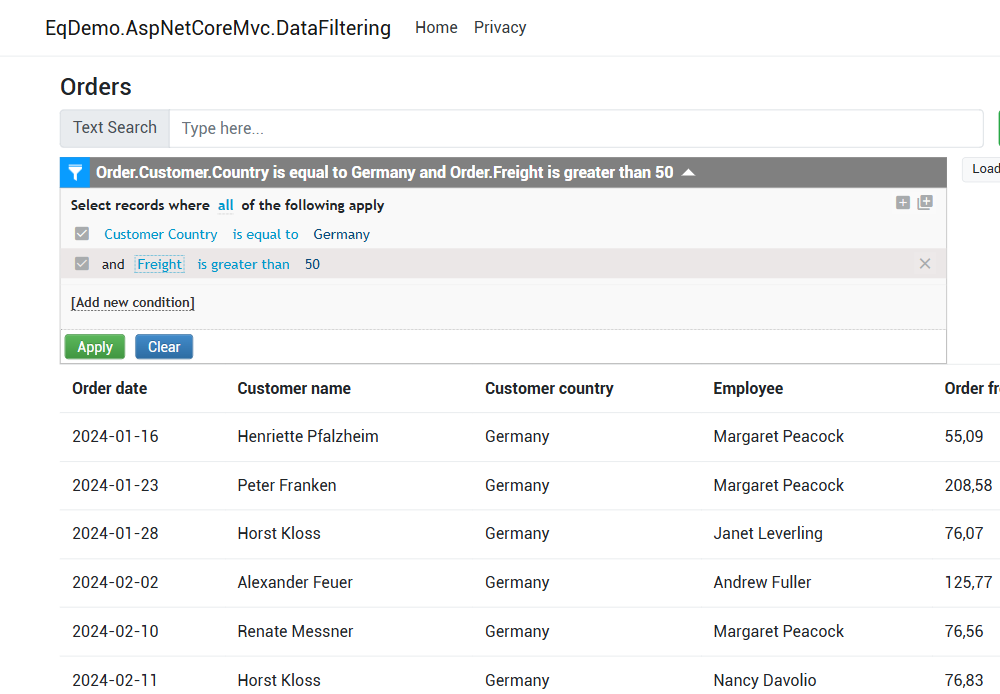 EqDemo.AspNetCoreMvc.DataFiltering Home Privacy
Orders
Text Search Type here...
Order.Customer.Country is equal to Germany and Order.Freight is greater than 50
Load
Select records where all of the following apply
Customer Country is equal to Germany
and Freight is greater than 50
[Add new condition]
Apply Clear
Order date Customer name Customer country Employee Order fr
2024-01-16 Henriette Pfalzheim Germany Margaret Peacock 55,09
2024-01-23 Peter Franken Germany Margaret Peacock 208,58
2024-01-28 Horst Kloss Germany Janet Leverling 76,07
2024-02-02 Alexander Feuer Germany Andrew Fuller 125,77
2024-02-10 Renate Messner Germany Margaret Peacock 76,56
2024-02-11 Horst Kloss Germany Nancy Davolio 76,83